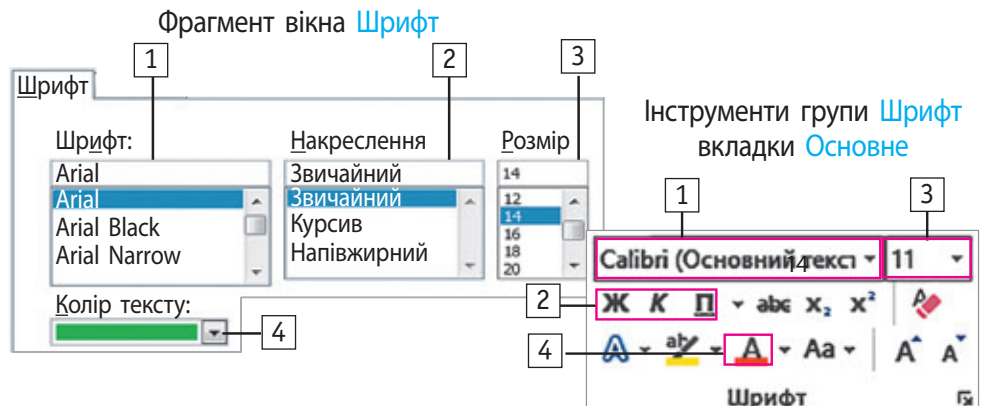 Фрагмент вікна Шрифт
1
2
3
Шрифт
Шрифт:
Накреслення
Розмір
Arial
Звичайний
14
Arial
Arial Black
Arial Narrow
Звичайний
Курсив
Напівжирний
12
14
16
18
20
Колір тексту:
4
Інструменти групи Шрифт
вкладки Основне
1
3
Calibri (Основний текст
14
11
2
Ж К П abc x₂ x²
4
A ab A Aa A A
Шрифт